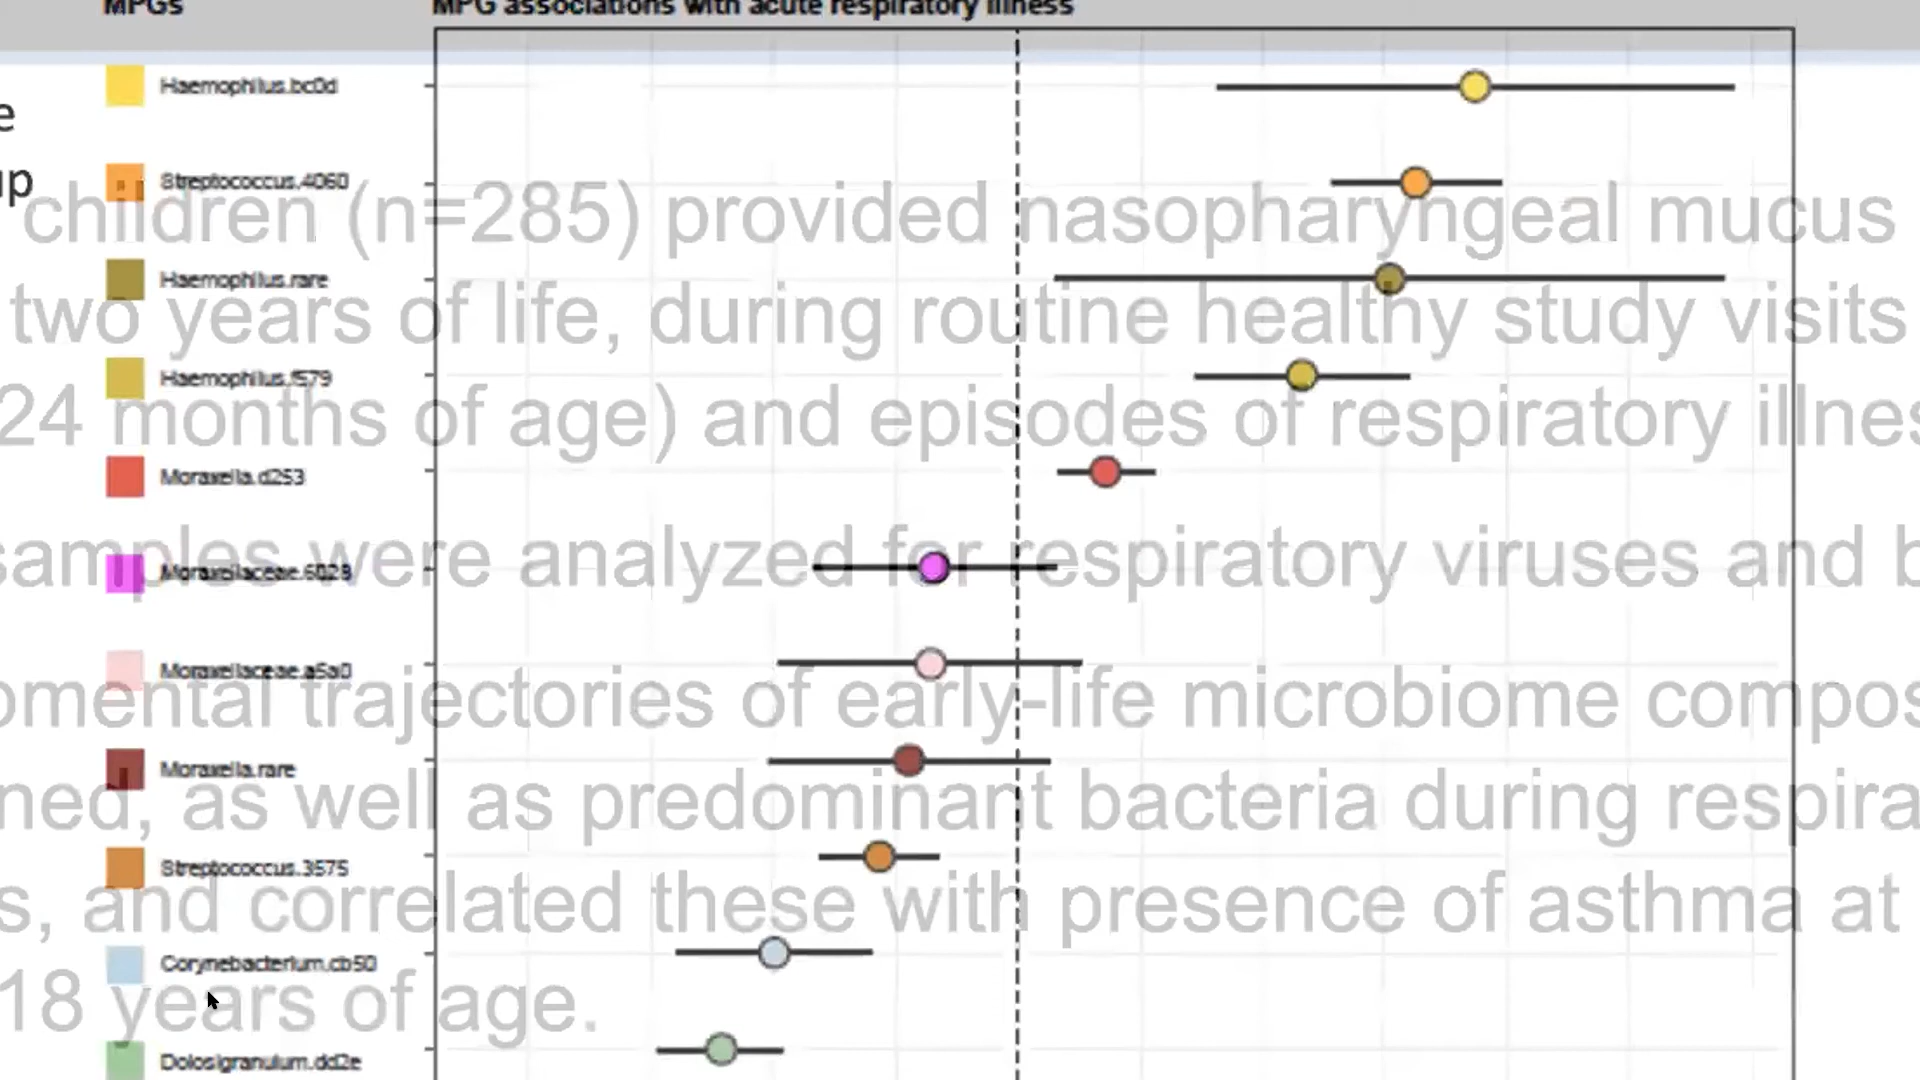 MPGs MPG associations with acute respiratory illness
Haemophilus.bc0d
e
up
Streptococcus.4060
children (n=285) provided nasopharyngeal mucus
Haemophilus.rare
two years of life, during routine healthy study visits
Haemophilus.f579
24 months of age) and episodes of respiratory illnes
Moraxella.d253
samples were analyzed for respiratory viruses and b
Moraxellaceae.6028
Moraxellaceae.a5a0
omental trajectories of early-life microbiome compos
Moraxella.rare
ned, as well as predominant bacteria during respira
Streptococcus.3575
s, and correlated these with presence of asthma at
Corynebacterium.cb50
18 years of age.
Dolosigranulum.dd2e